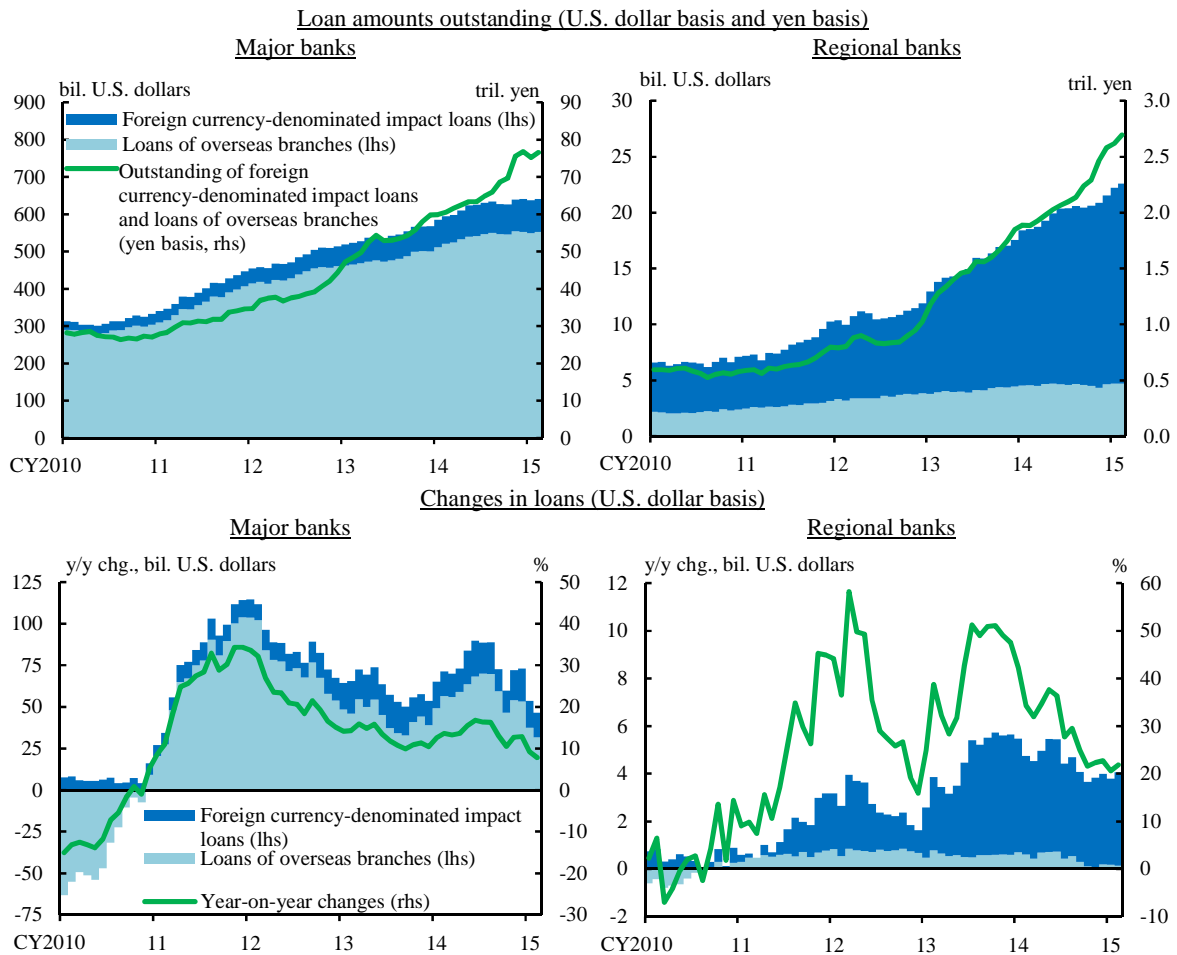 Loan amounts outstanding (U.S. dollar basis and yen basis)
Major banks
bil. U.S. dollars
tril. yen
900
800
700
600
500
400
300
200
100
0
90
80
70
60
50
40
30
20
10
0
Foreign currency-denominated impact loans (lhs)
Loans of overseas branches (lhs)
Outstanding of foreign
currency-denominated impact loans
and loans of overseas branches
(yen basis, rhs)
CY2010 11 12 13 14 15
Regional banks
bil. U.S. dollars
tril. yen
30
25
20
15
10
5
0
3.0
2.5
2.0
1.5
1.0
0.5
0.0
CY2010 11 12 13 14 15
Changes in loans (U.S. dollar basis)
Major banks
y/y chg., bil. U.S. dollars
%
125
100
75
50
25
0
-25
-50
-75
50
40
30
20
10
0
-10
-20
-30
Foreign currency-denominated impact
loans (lhs)
Loans of overseas branches (lhs)
Year-on-year changes (rhs)
CY2010 11 12 13 14 15
Regional banks
y/y chg., bil. U.S. dollars
%
12
10
8
6
4
2
0
-2
60
50
40
30
20
10
0
-10
CY2010 11 12 13 14 15